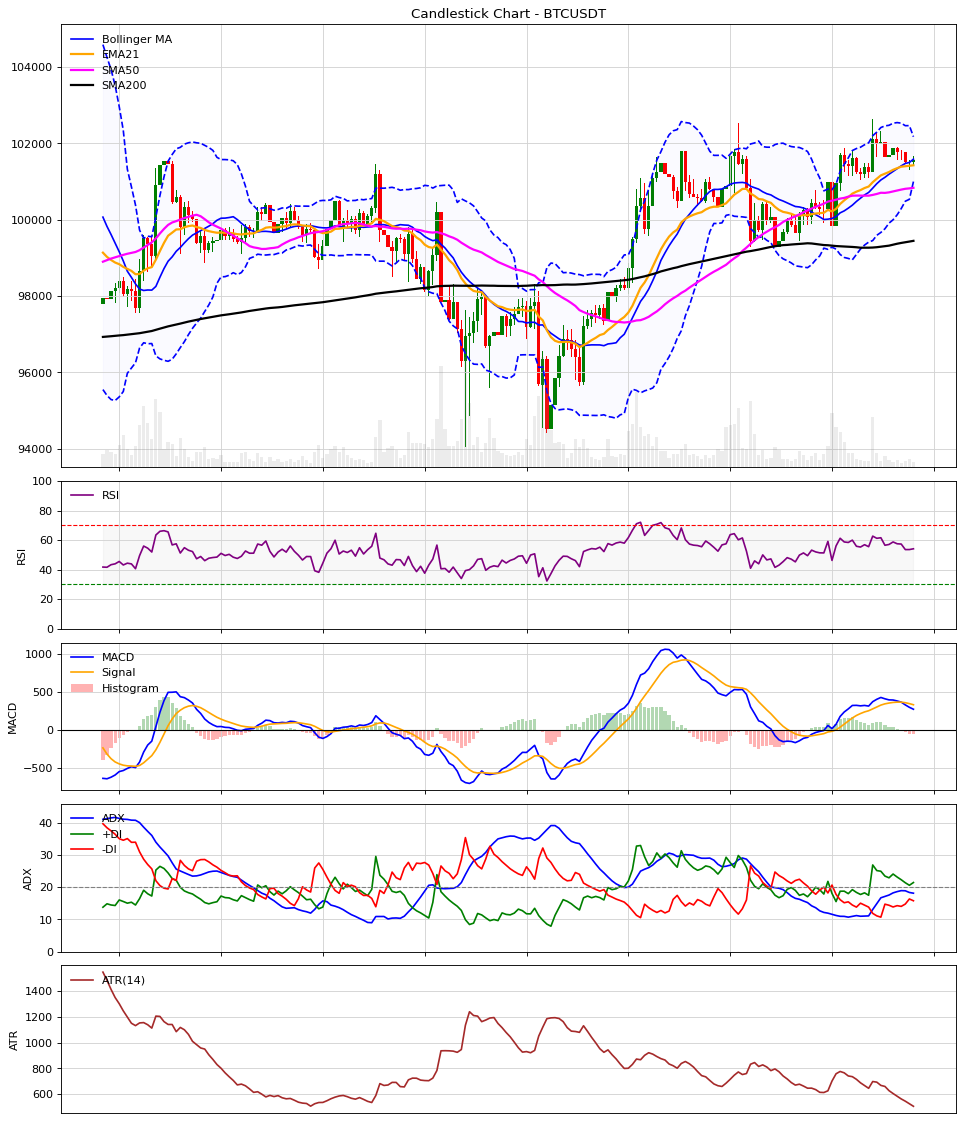 Candlestick Chart - BTCUSDT
Bollinger MA
EMA21
SMA50
SMA200
104000
102000
100000
98000
96000
94000
RSI
RSI
100
80
60
40
20
0
MACD
Signal
Histogram
MACD
1000
500
0
−500
ADX
+DI
-DI
ADX
40
30
20
10
0
ATR(14)
ATR
1400
1200
1000
800
600